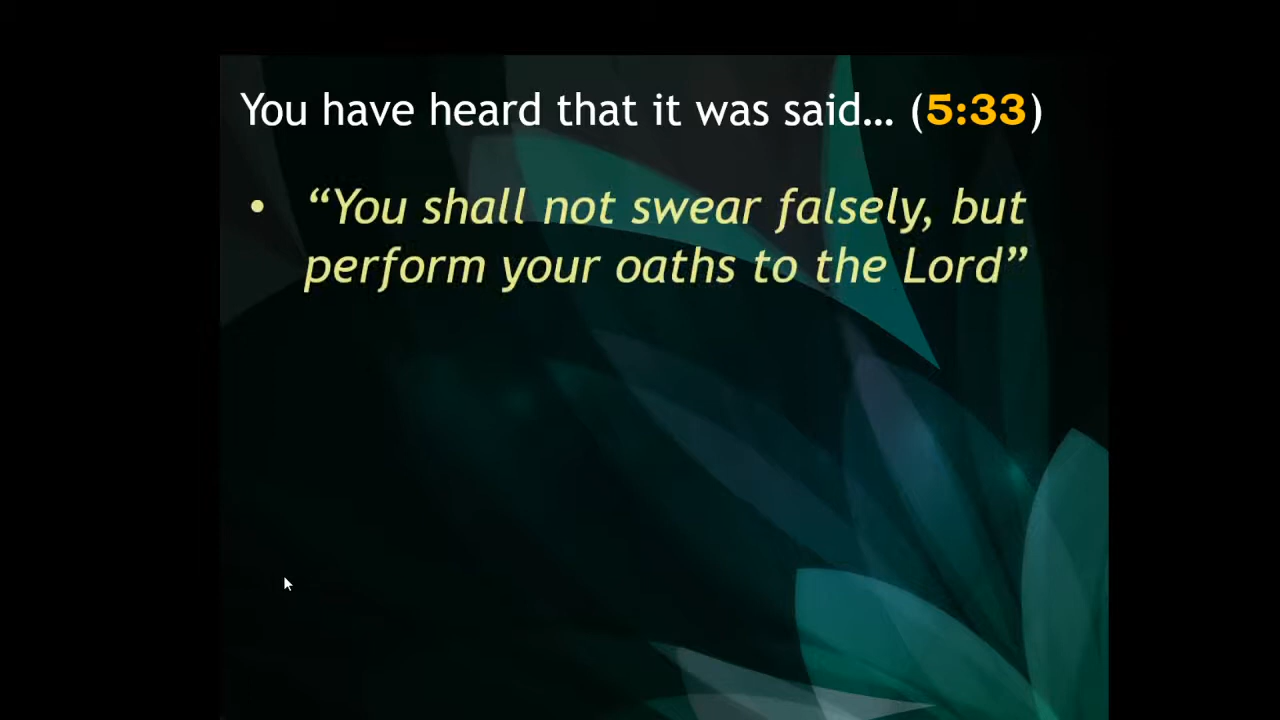 You have heard that it was said… (5:33)
• “You shall not swear falsely, but
perform your oaths to the Lord”